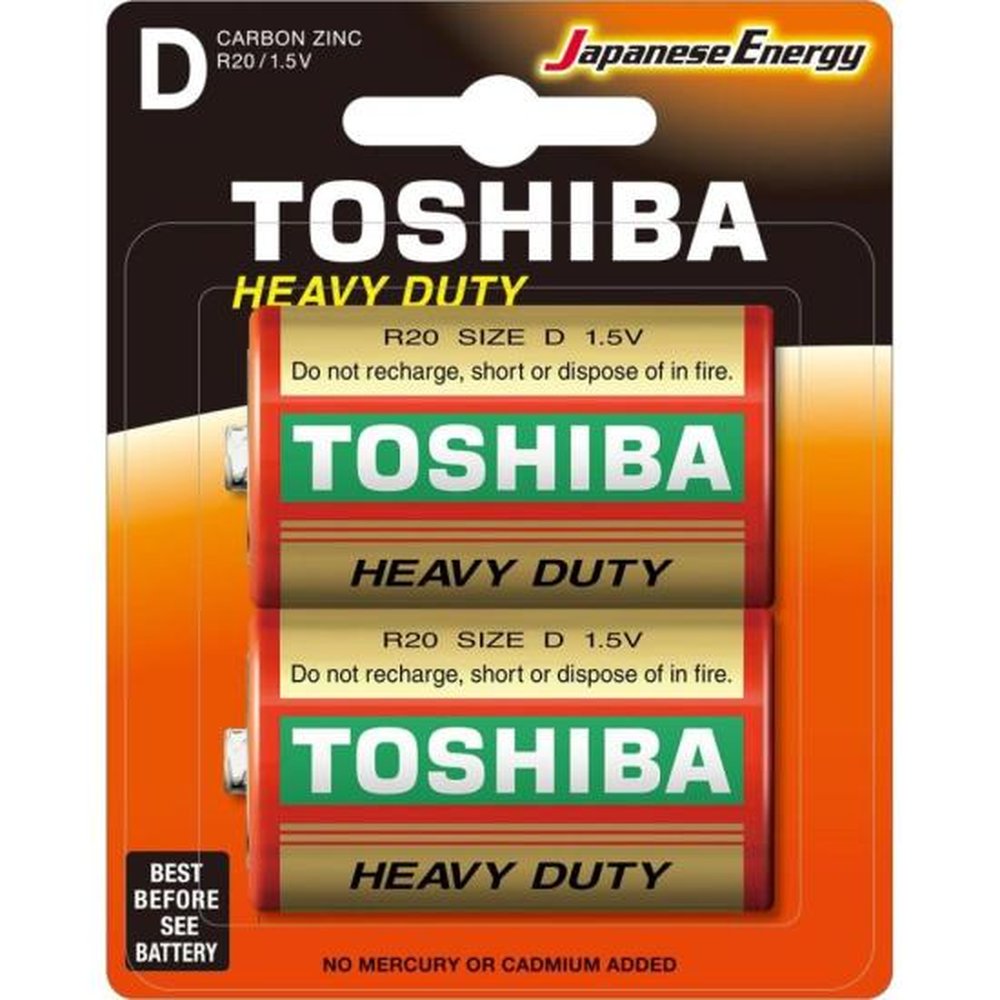 D
CARBON ZINC
R20/1.5V
Japanese Energy
TOSHIBA
HEAVY DUTY
R20 SIZE D 1.5V
Do not recharge, short or dispose of in fire.
TOSHIBA
HEAVY DUTY
R20 SIZE D 1.5V
Do not recharge, short or dispose of in fire.
TOSHIBA
HEAVY DUTY
BEST
BEFORE
SEE
BATTERY
NO MERCURY OR CADMIUM ADDED